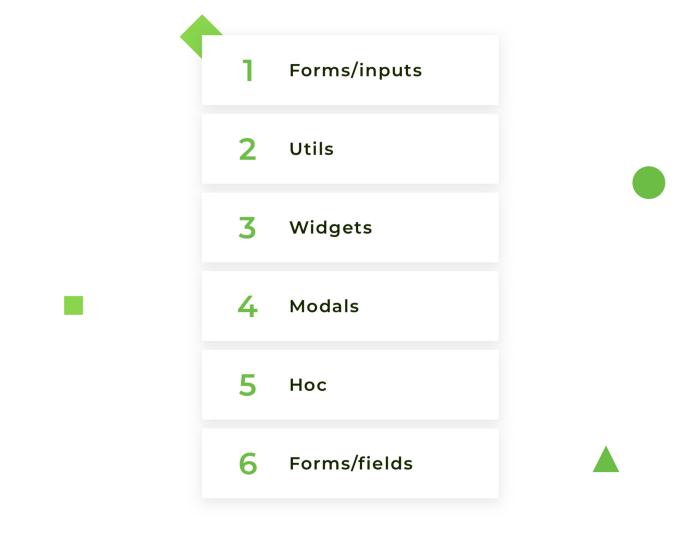 1 Forms/inputs
2 Utils
3 Widgets
4 Modals
5 Hoc
6 Forms/fields